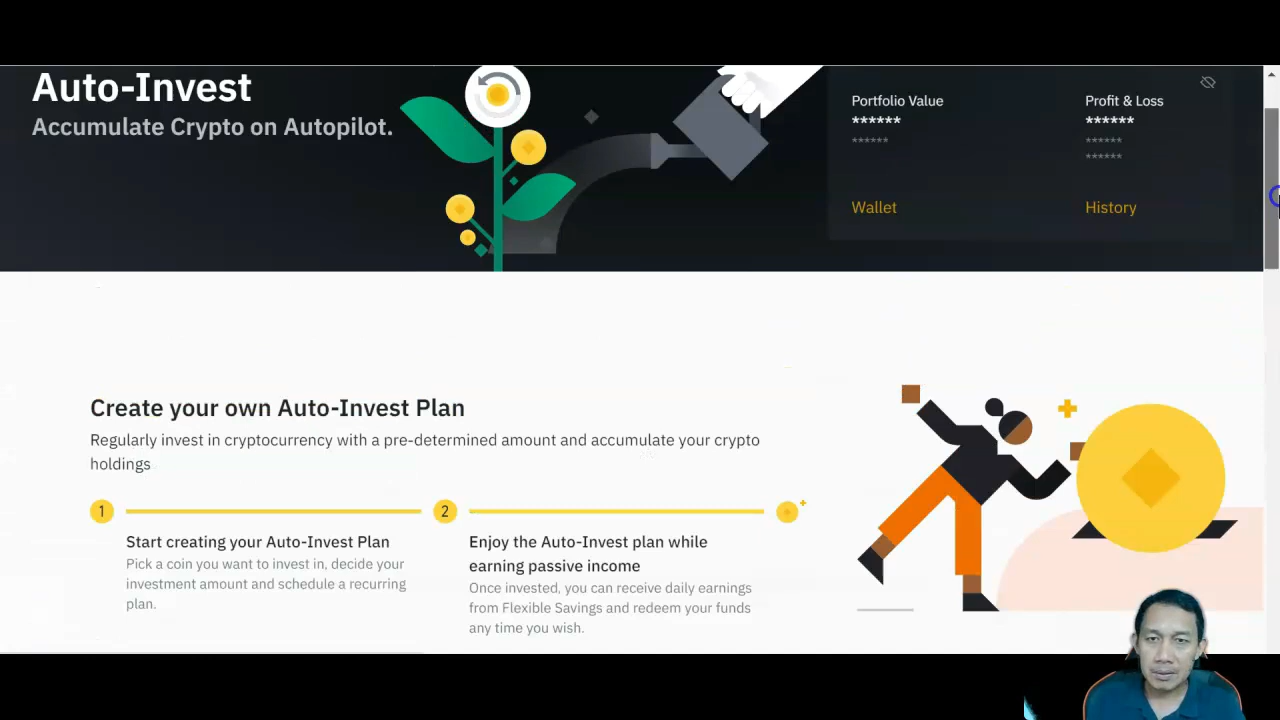 Auto-Invest
Accumulate Crypto on Autopilot.
Portfolio Value
Profit & Loss
******
******
******
******
******
Wallet
History
Create your own Auto-Invest Plan
Regularly invest in cryptocurrency with a pre-determined amount and accumulate your crypto
holdings
1
2
Start creating your Auto-Invest Plan
Pick a coin you want to invest in, decide your
investment amount and schedule a recurring
plan.
Enjoy the Auto-Invest plan while
earning passive income
Once invested, you can receive daily earnings
from Flexible Savings and redeem your funds
any time you wish.